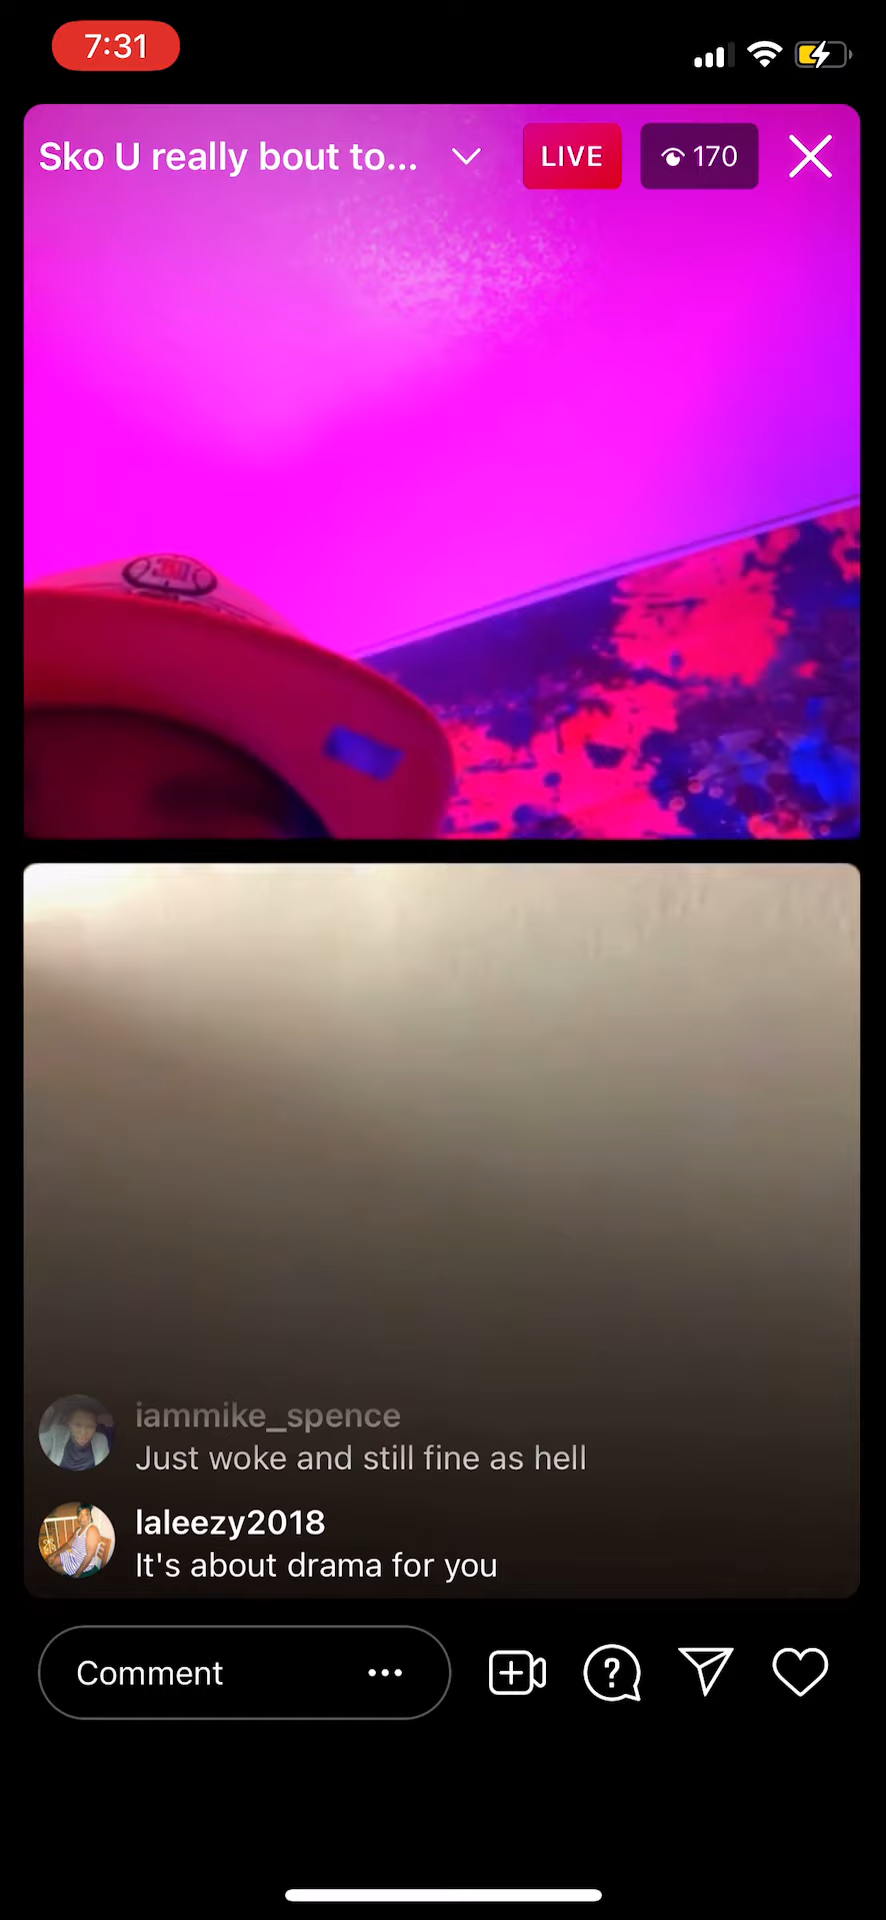 7:31
Sko U really bout to...
LIVE
170
iammike_spence
Just woke and still fine as hell
laleezy2018
It's about drama for you
Comment